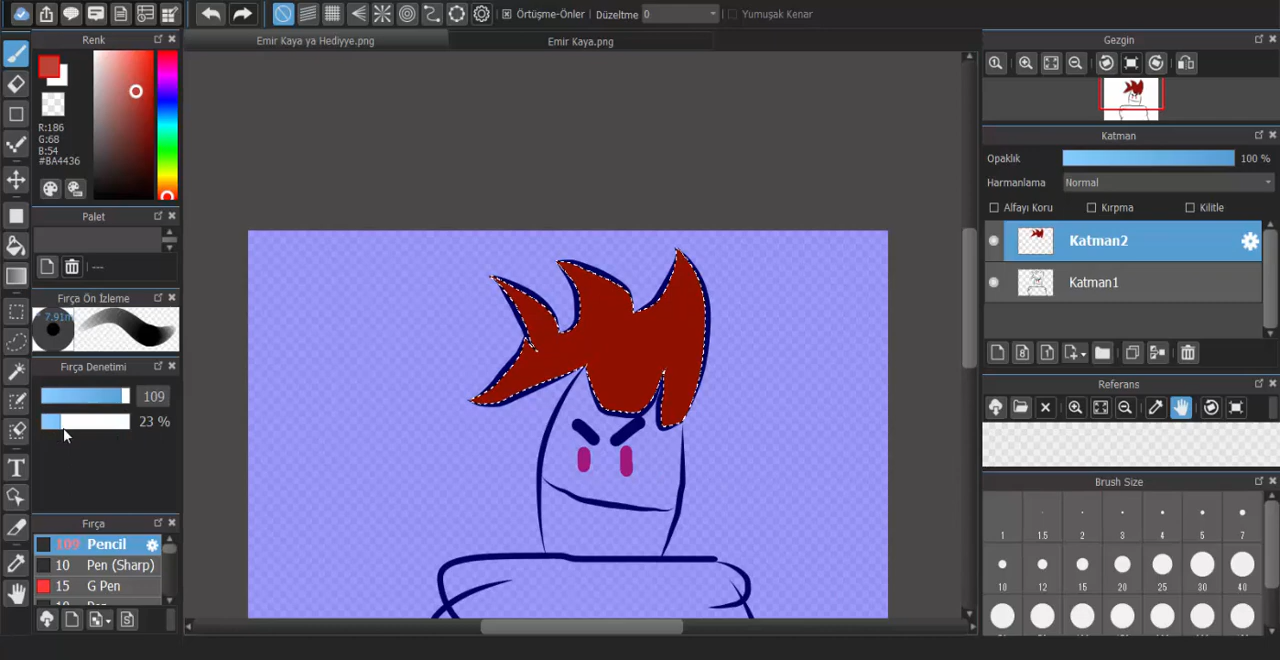 Örtüşme-Önler Düzeltme 0 Yumuşak Kenar
Emir Kaya ya Hediyye.png Emir Kaya.png
Renk
R:186
G:68
B:54
#BA4436
Palet
---
Fırça Ön İzleme
Fırça Denetimi
109
23 %
T
Fırça
109 Pencil
10 Pen (Sharp)
15 G Pen
Gezgin
Katman
Opaklık 100 %
Harmanlama Normal
Alfayı Koru Kırpma Kilitle
Katman2
Katman1
Referans
Brush Size
1 1.5 2 3 4 5 7
10 12 15 20 25 30 40